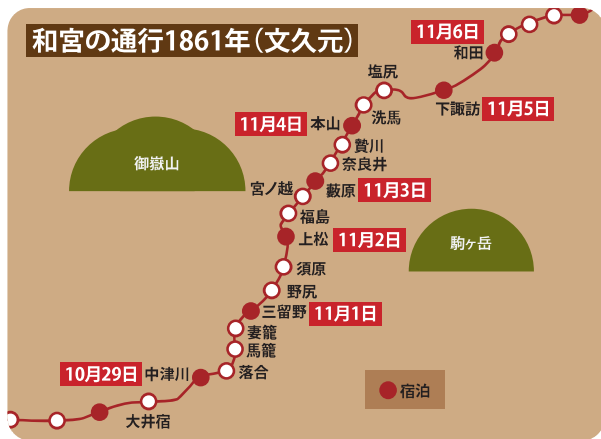 和宮の通行1861年（文久元）
11月6日
和田
塩尻
下諏訪
11月5日
洗馬
11月4日
本山
贄川
奈良井
御嶽山
宮ノ越
藪原
11月3日
福島
上松
11月2日
駒ヶ岳
須原
野尻
三留野
11月1日
妻籠
馬籠
10月29日
中津川
落合
大井宿
宿泊